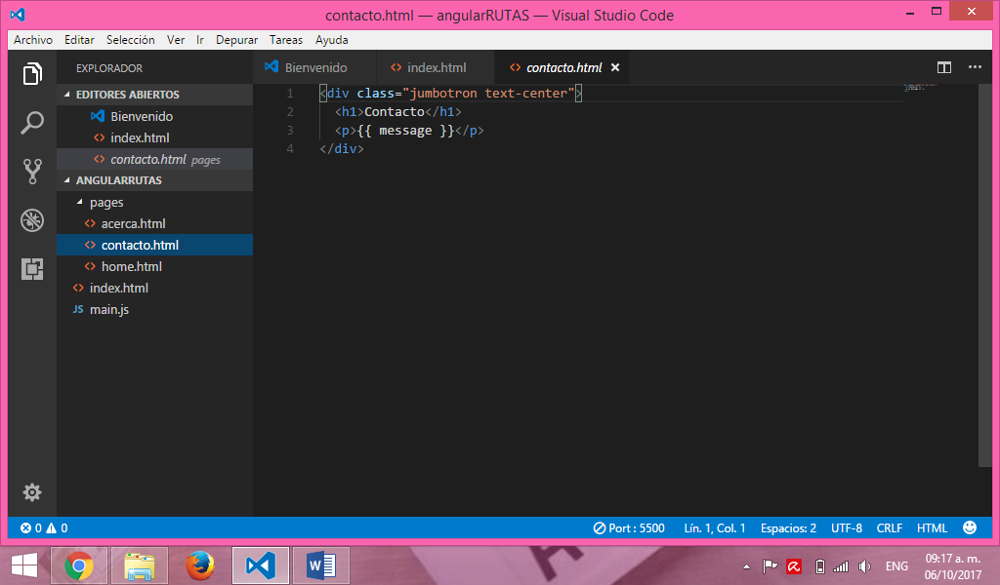 contacto.html — angularRUTAS — Visual Studio Code
Archivo Editar Selección Ver Ir Depurar Tareas Ayuda
EXPLORADOR
EDITORES ABIERTOS
Bienvenido
index.html
contacto.html pages
ANGULARRUTAS
pages
acerca.html
contacto.html
home.html
index.html
JS main.js
Bienvenido index.html contacto.html
1 <div class="jumbotron text-center">
2 <h1>Contacto</h1>
3 <p>{{ message }}</p>
4 </div>
0 0 Port : 5500 Lín. 1, Col. 1 Espacios: 2 UTF-8 CRLF HTML
ENG
09:17 a. m.
06/10/2017